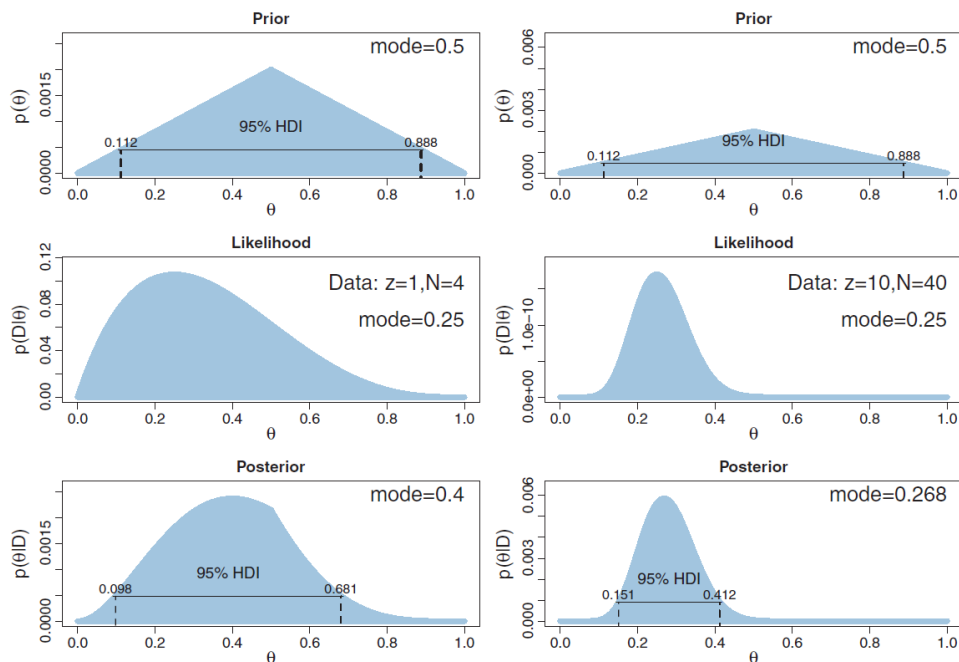 Prior
mode=0.5
p(θ)
0.0000 0.0015
95% HDI
0.112 0.888
0.0 0.2 0.4 0.6 0.8 1.0
θ
Prior
mode=0.5
p(θ)
0.000 0.003 0.006
95% HDI
0.112 0.888
0.0 0.2 0.4 0.6 0.8 1.0
θ
Likelihood
Data: z=1,N=4
mode=0.25
p(D|θ)
0.00 0.04 0.08 0.12
0.0 0.2 0.4 0.6 0.8 1.0
θ
Likelihood
Data: z=10,N=40
mode=0.25
p(D|θ)
0.0e+00 1.0e-10
0.0 0.2 0.4 0.6 0.8 1.0
θ
Posterior
mode=0.4
p(θ|D)
0.0000 0.0015
95% HDI
0.098 0.681
0.0 0.2 0.4 0.6 0.8 1.0
θ
Posterior
mode=0.268
p(θ|D)
0.000 0.003 0.006
95% HDI
0.151 0.412
0.0 0.2 0.4 0.6 0.8 1.0
θ